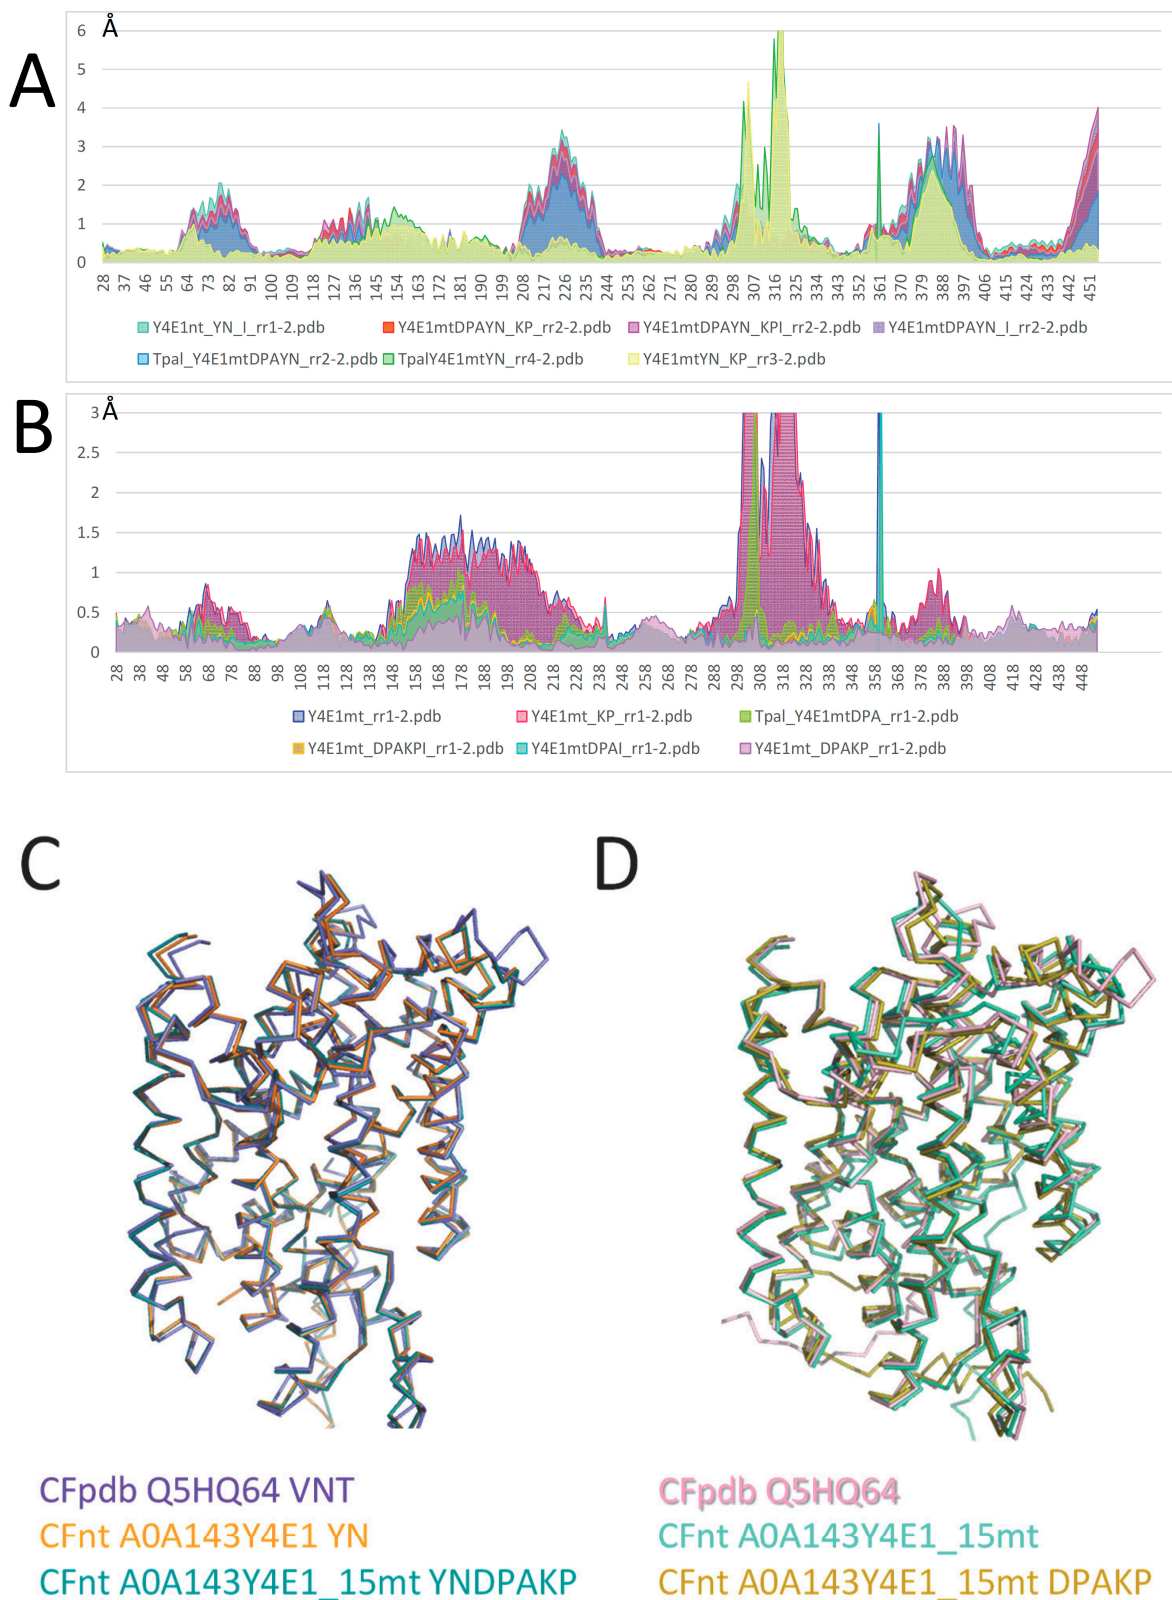 A
Å
6
5
4
3
2
1
0
28 37 46 55 64 73 82 91 100 109 118 127 136 145 154 163 172 181 190 199 208 217 226 235 244 253 262 271 280 289 298 307 316 325 334 343 352 361 370 379 388 397 406 415 424 433 442 451
Y4E1nt_YN_I_rr1-2.pdb Y4E1mtDPAYN_KP_rr2-2.pdb Y4E1mtDPAYN_KPI_rr2-2.pdb Y4E1mtDPAYN_I_rr2-2.pdb
Tpal_Y4E1mtDPAYN_rr2-2.pdb TpalY4E1mtYN_rr4-2.pdb Y4E1mtYN_KP_rr3-2.pdb
B
Å
3
2.5
2
1.5
1
0.5
0
28 38 48 58 68 78 88 98 108 118 128 138 148 158 168 178 188 198 208 218 228 238 248 258 268 278 288 298 308 318 328 338 348 358 368 378 388 398 408 418 428 438 448
Y4E1mt_rr1-2.pdb Y4E1mt_KP_rr1-2.pdb Tpal_Y4E1mtDPA_rr1-2.pdb
Y4E1mt_DPAKPI_rr1-2.pdb Y4E1mtDPAI_rr1-2.pdb Y4E1mt_DPAKP_rr1-2.pdb
C
CFpdb Q5HQ64 VNT
CFnt A0A143Y4E1 YN
CFnt A0A143Y4E1_15mt YNDPAKP
D
CFpdb Q5HQ64
CFnt A0A143Y4E1_15mt
CFnt A0A143Y4E1_15mt DPAKP